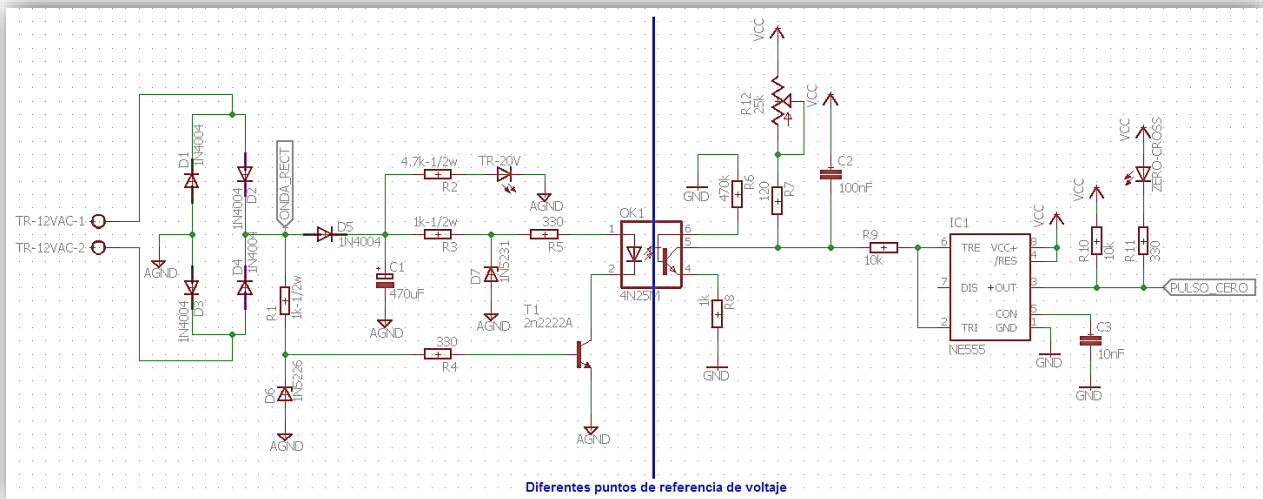 TR-12VAC-1
TR-12VAC-2
D1
1N4004
D2
1N4004
D3
1N4004
D4
1N4004
AGND
ONDA_RECT
R1
1k-1/2w
D6
1N5226
AGND
D5
1N4004
C1
470uF
AGND
4.7k-1/2w
R2
TR-20V
AGND
1k-1/2w
R3
D7
1N5231
AGND
330
R5
330
R4
T1
2n2222A
AGND
OK1
1
2
6
5
4
4N25M
GND
470k
R6
1k
R8
GND
VCC
R12
25k
120
R7
VCC
C2
100nF
R9
10k
IC1
6
TRE
VCC+
8
/RES
4
7
DIS
+OUT
3
CON
5
2
TRI
GND
1
NE555
VCC
GND
C3
10nF
GND
VCC
R10
10k
VCC
ZERO-CROSS
R11
330
PULSO_CERO
Diferentes puntos de referencia de voltaje